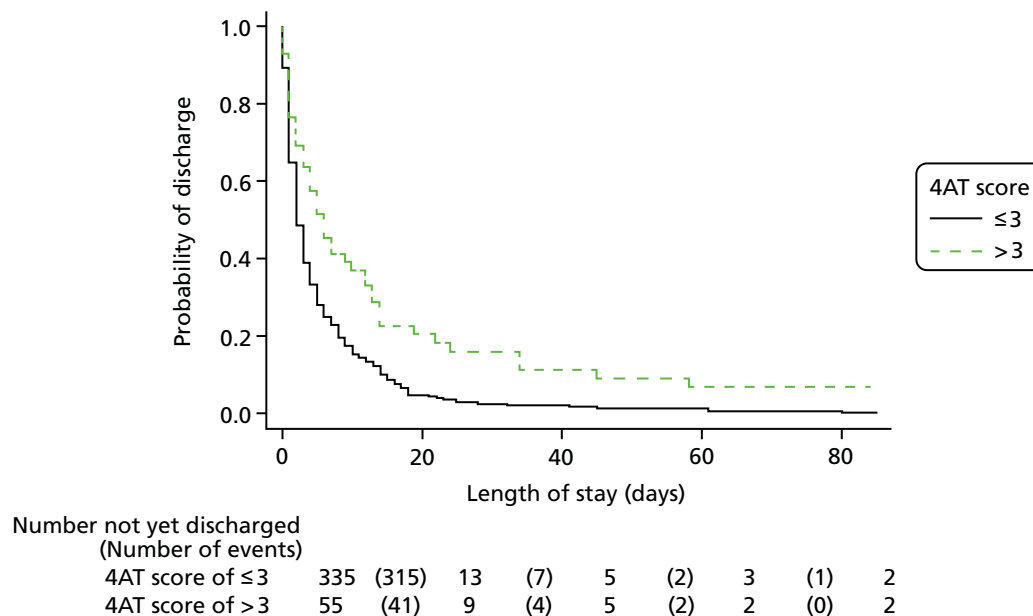 1.0
0.8
0.6
0.4
0.2
0.0
Probability of discharge
0 20 40 60 80
Length of stay (days)
4AT score
≤3
>3
Number not yet discharged
(Number of events)
4AT score of ≤3 335 (315) 13 (7) 5 (2) 3 (1) 2
4AT score of >3 55 (41) 9 (4) 5 (2) 2 (0) 2